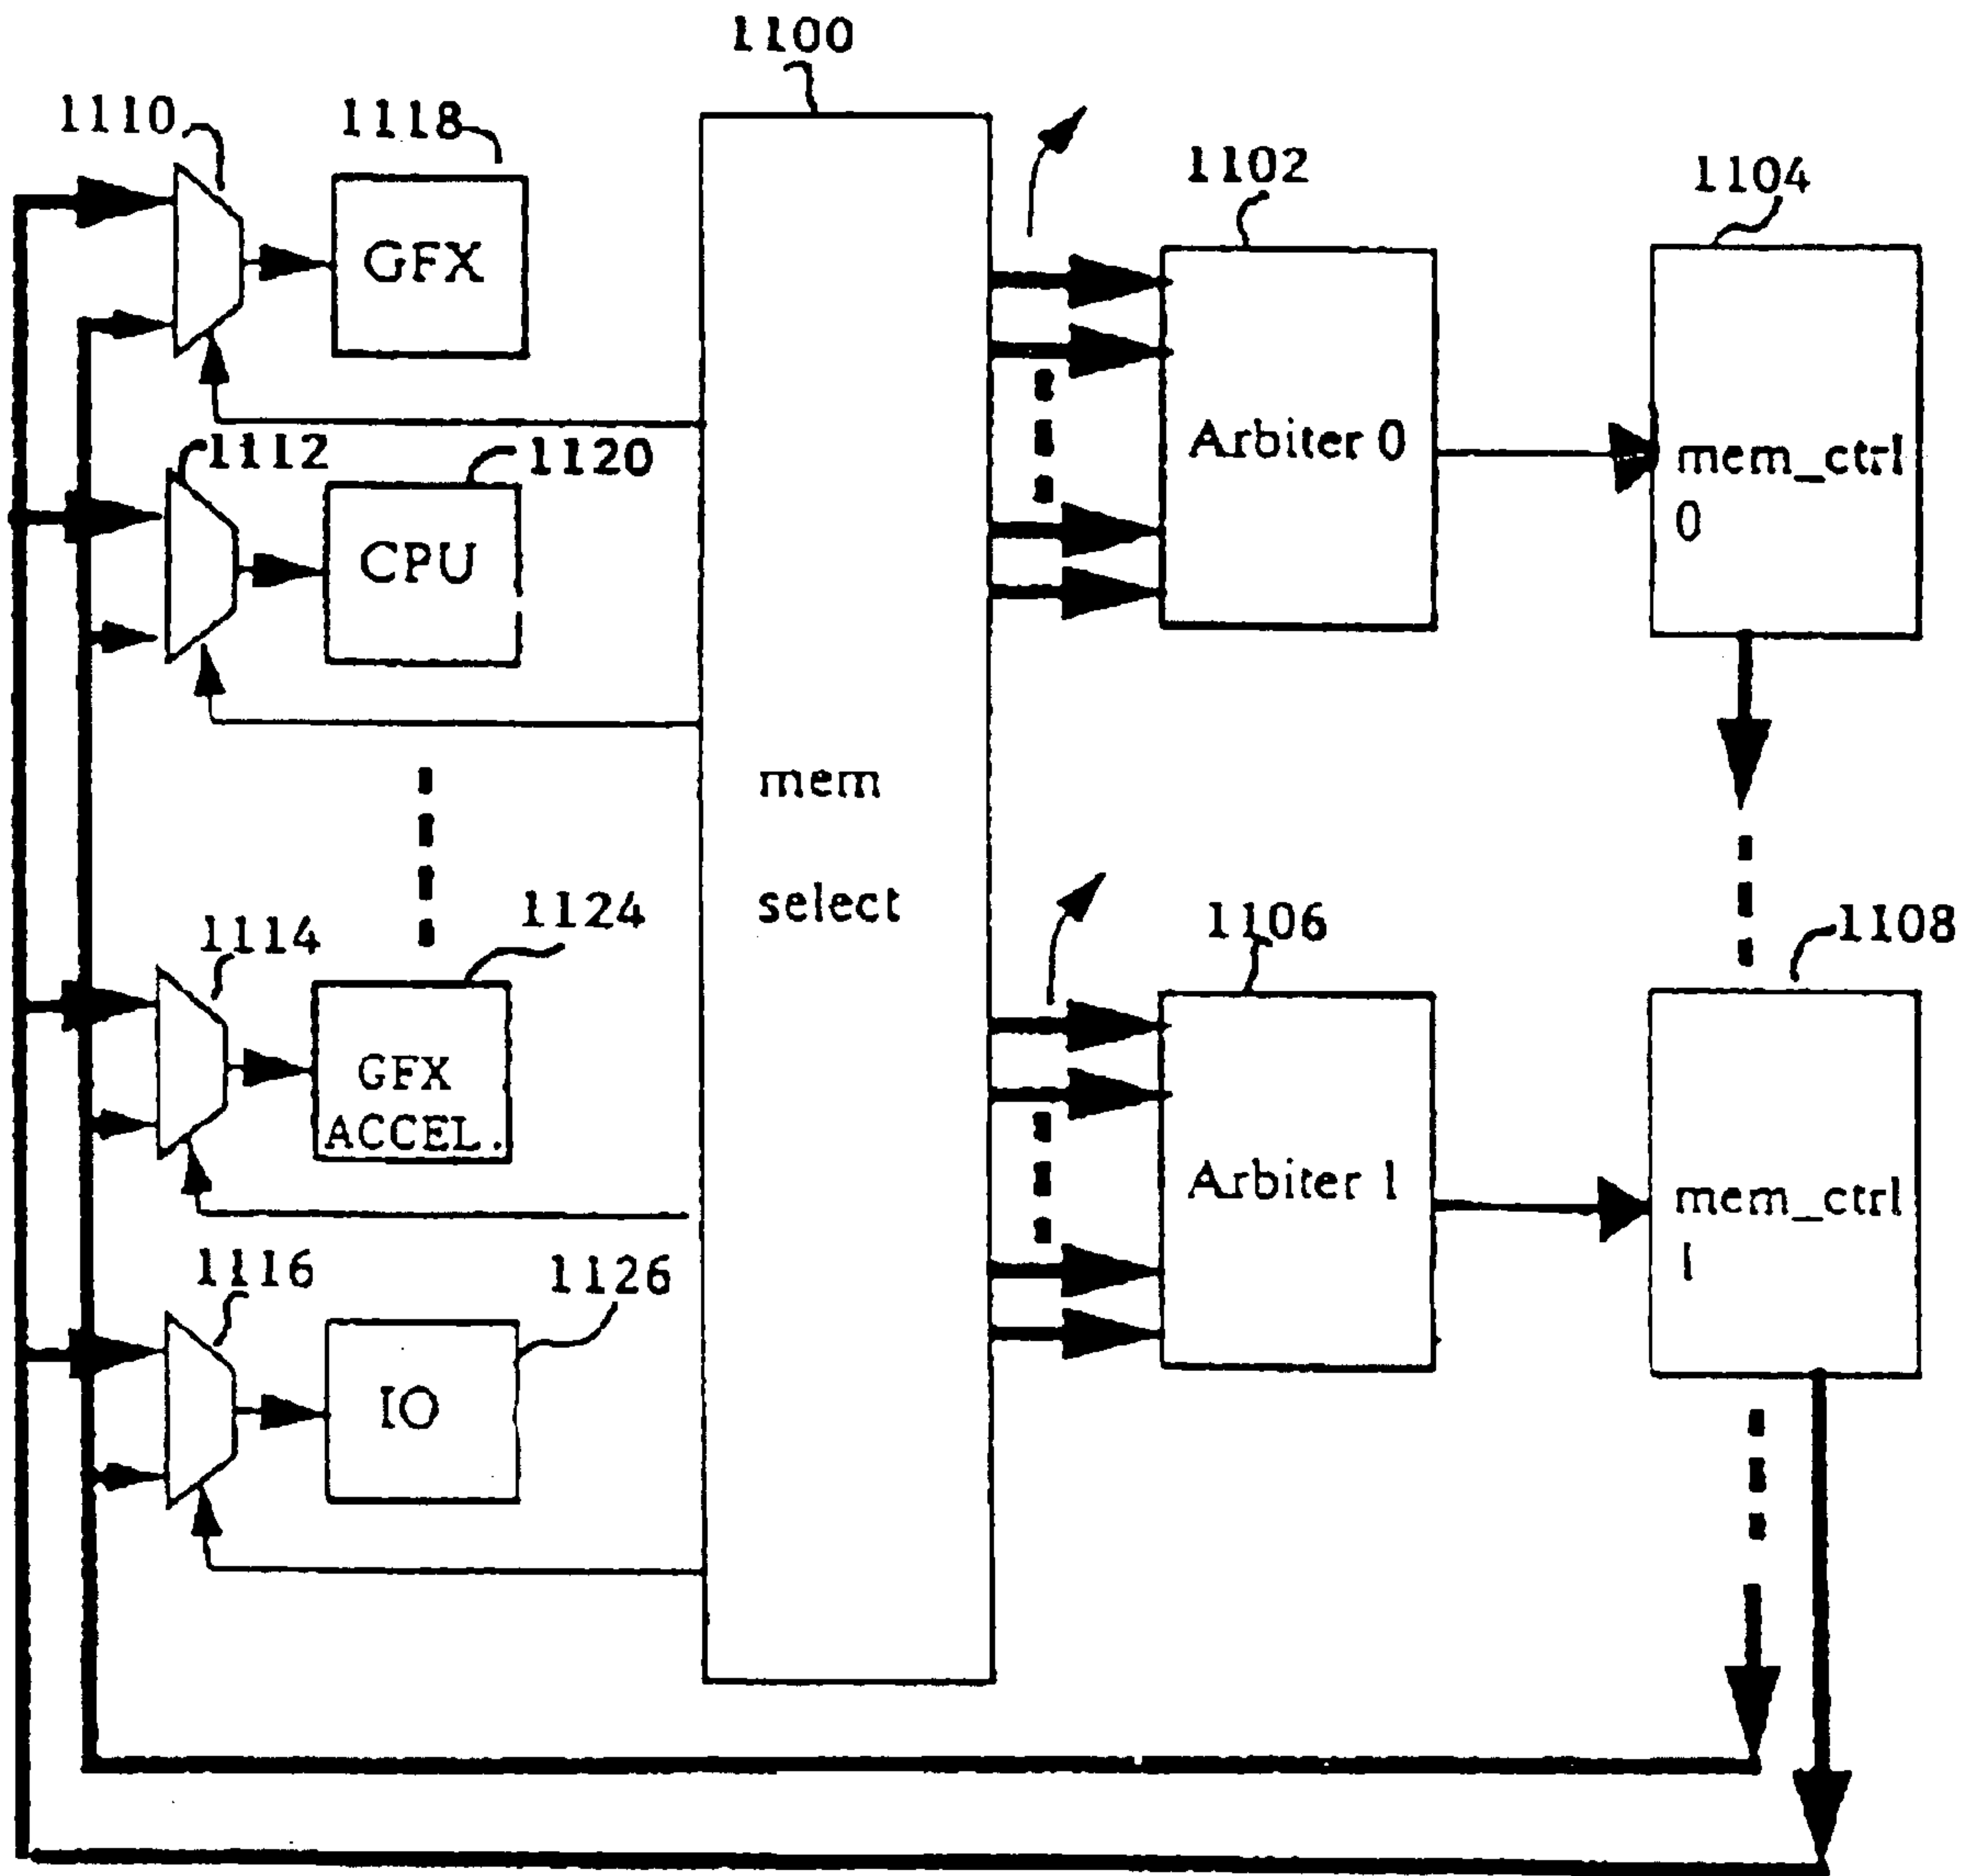 1100
1110
1118
1102
1104
GFX
1112
1120
Arbiter 0
mem_ctrl
0
CPU
mem
select
1124
1114
1106
1108
GFX
ACCEL.
Arbiter 1
mem_ctrl
1
1116
1126
IO